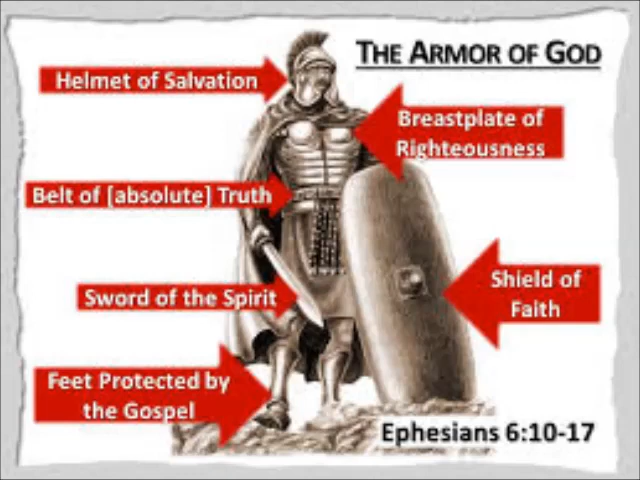 THE ARMOR OF GOD
Helmet of Salvation
Breastplate of
Righteousness
Belt of [absolute] Truth
Shield of
Faith
Sword of the Spirit
Feet Protected by
the Gospel
Ephesians 6:10-17